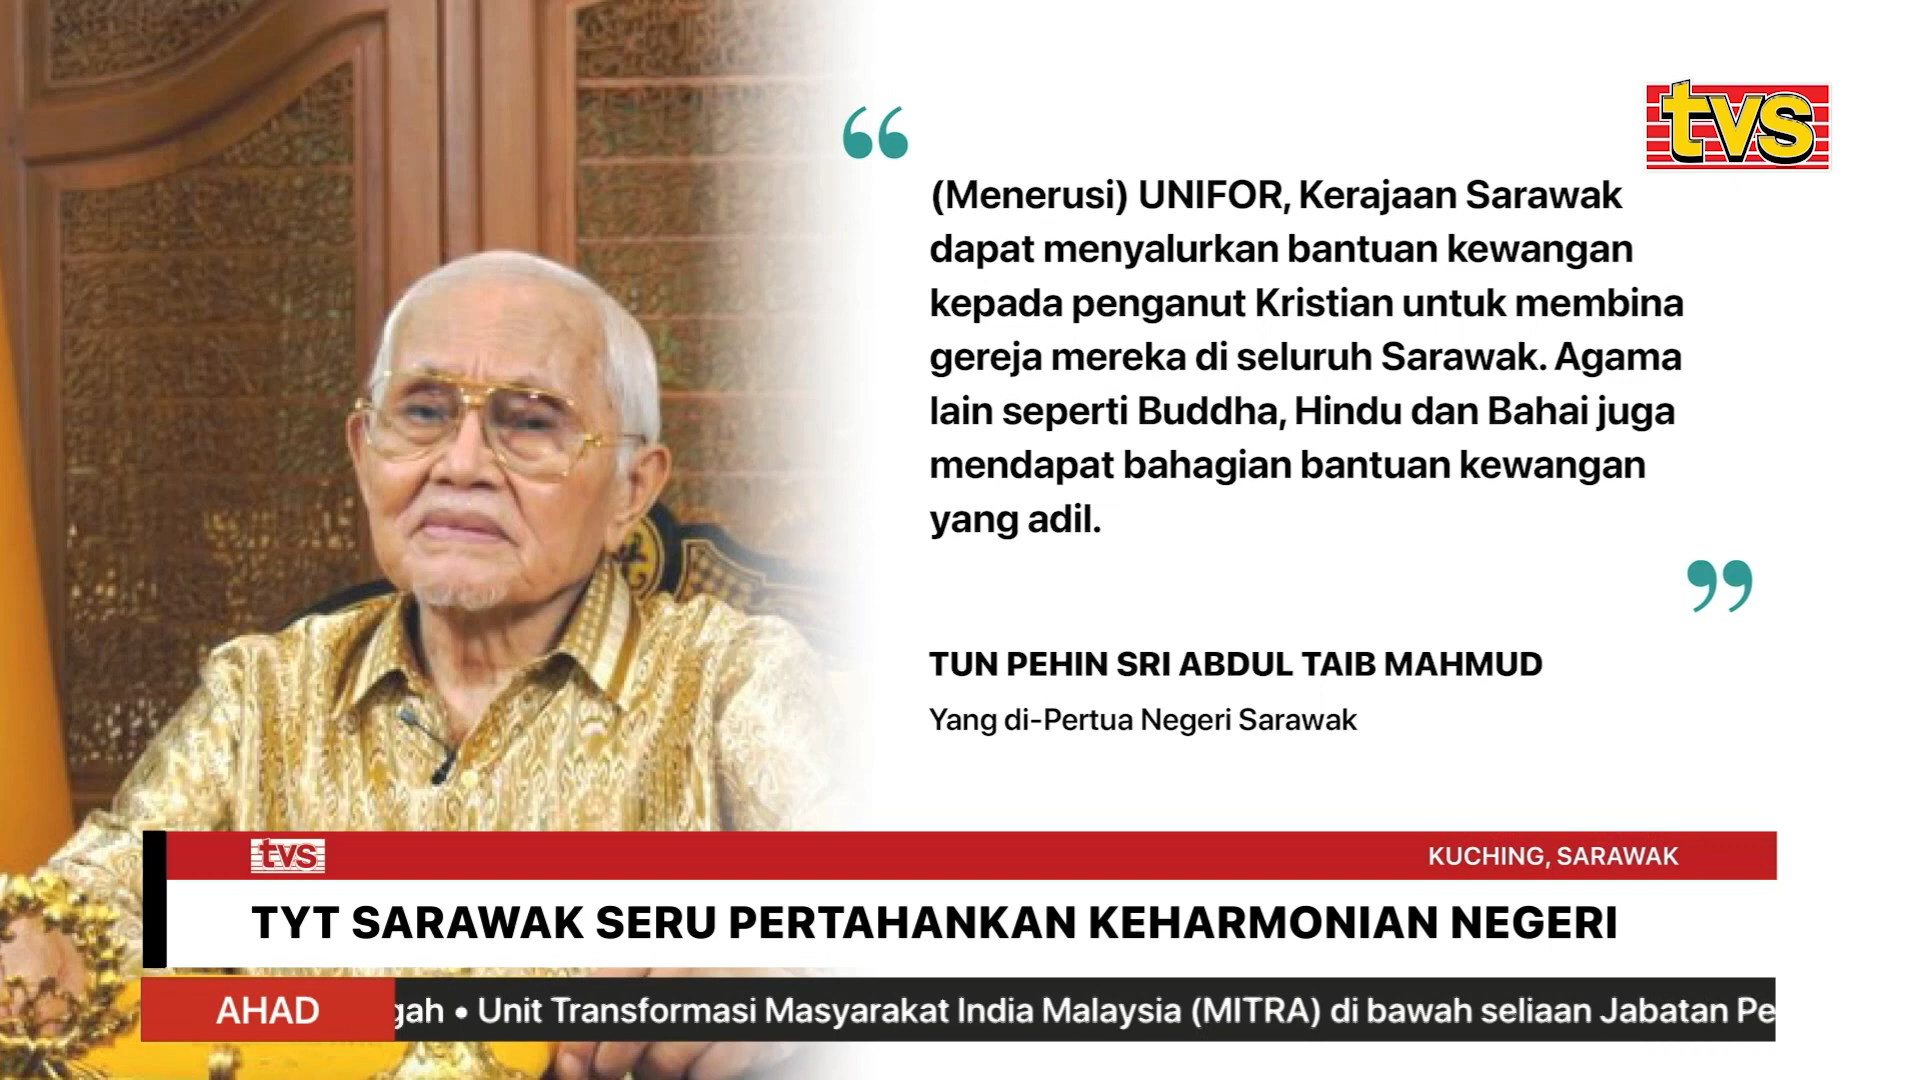 tvs
“
(Menerusi) UNIFOR, Kerajaan Sarawak
dapat menyalurkan bantuan kewangan
kepada penganut Kristian untuk membina
gereja mereka di seluruh Sarawak. Agama
lain seperti Buddha, Hindu dan Bahai juga
mendapat bahagian bantuan kewangan
yang adil.
”
TUN PEHIN SRI ABDUL TAIB MAHMUD
Yang di-Pertua Negeri Sarawak
tvs
KUCHING, SARAWAK
TYT SARAWAK SERU PERTAHANKAN KEHARMONIAN NEGERI
AHAD
gah • Unit Transformasi Masyarakat India Malaysia (MITRA) di bawah seliaan Jabatan Pe